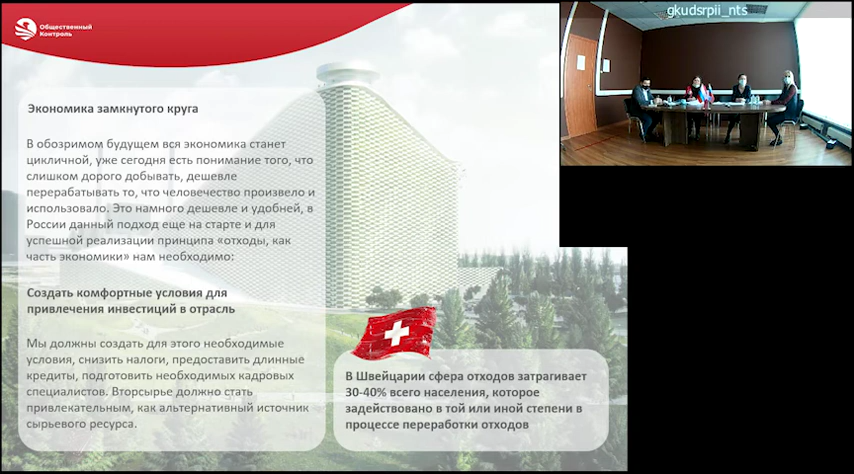 Общественный
Контроль
gkudsrpii_nts
Экономика замкнутого круга
В обозримом будущем вся экономика станет
цикличной, уже сегодня есть понимание того, что
слишком дорого добывать, дешевле
перерабатывать то, что человечество произвело и
использовало. Это намного дешевле и удобней, в
России данный подход еще на старте и для
успешной реализации принципа «отходы, как
часть экономики» нам необходимо:
Создать комфортные условия для
привлечения инвестиций в отрасль
Мы должны создать для этого необходимые
условия, снизить налоги, предоставить длинные
кредиты, подготовить необходимых кадровых
специалистов. Вторсырье должно стать
привлекательным, как альтернативный источник
сырьевого ресурса.
В Швейцарии сфера отходов затрагивает
30-40% всего населения, которое
задействовано в той или иной степени в
процессе переработки отходов